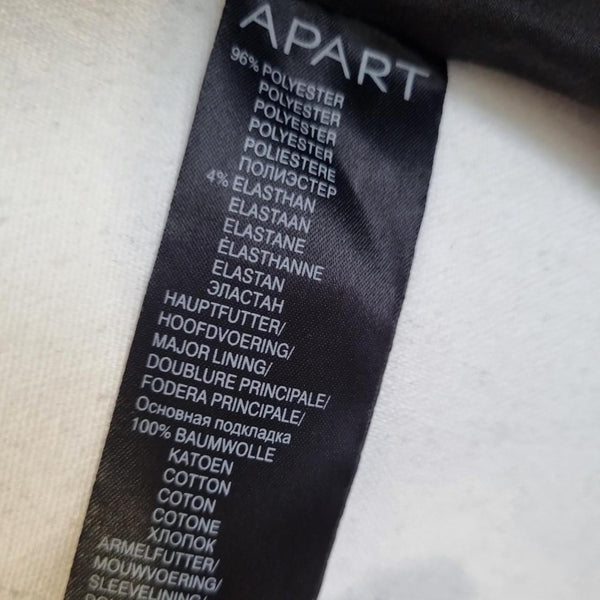 APART
96% POLYESTER
POLYESTER
POLYESTER
POLYESTER
POLIESTERE
ПОЛИЭСТЕР
4% ELASTHAN
ELASTAAN
ELASTANE
ÉLASTHANNE
ELASTAN
ЭЛАСТАН
HAUPTFUTTER/
HOOFDVOERING/
MAJOR LINING/
DOUBLURE PRINCIPALE/
FODERA PRINCIPALE/
Основная подкладка
100% BAUMWOLLE
KATOEN
COTTON
COTON
COTONE
ХЛОПОК
ARMELFUTTER/
MOUWVOERING/
SLEEVELINING/